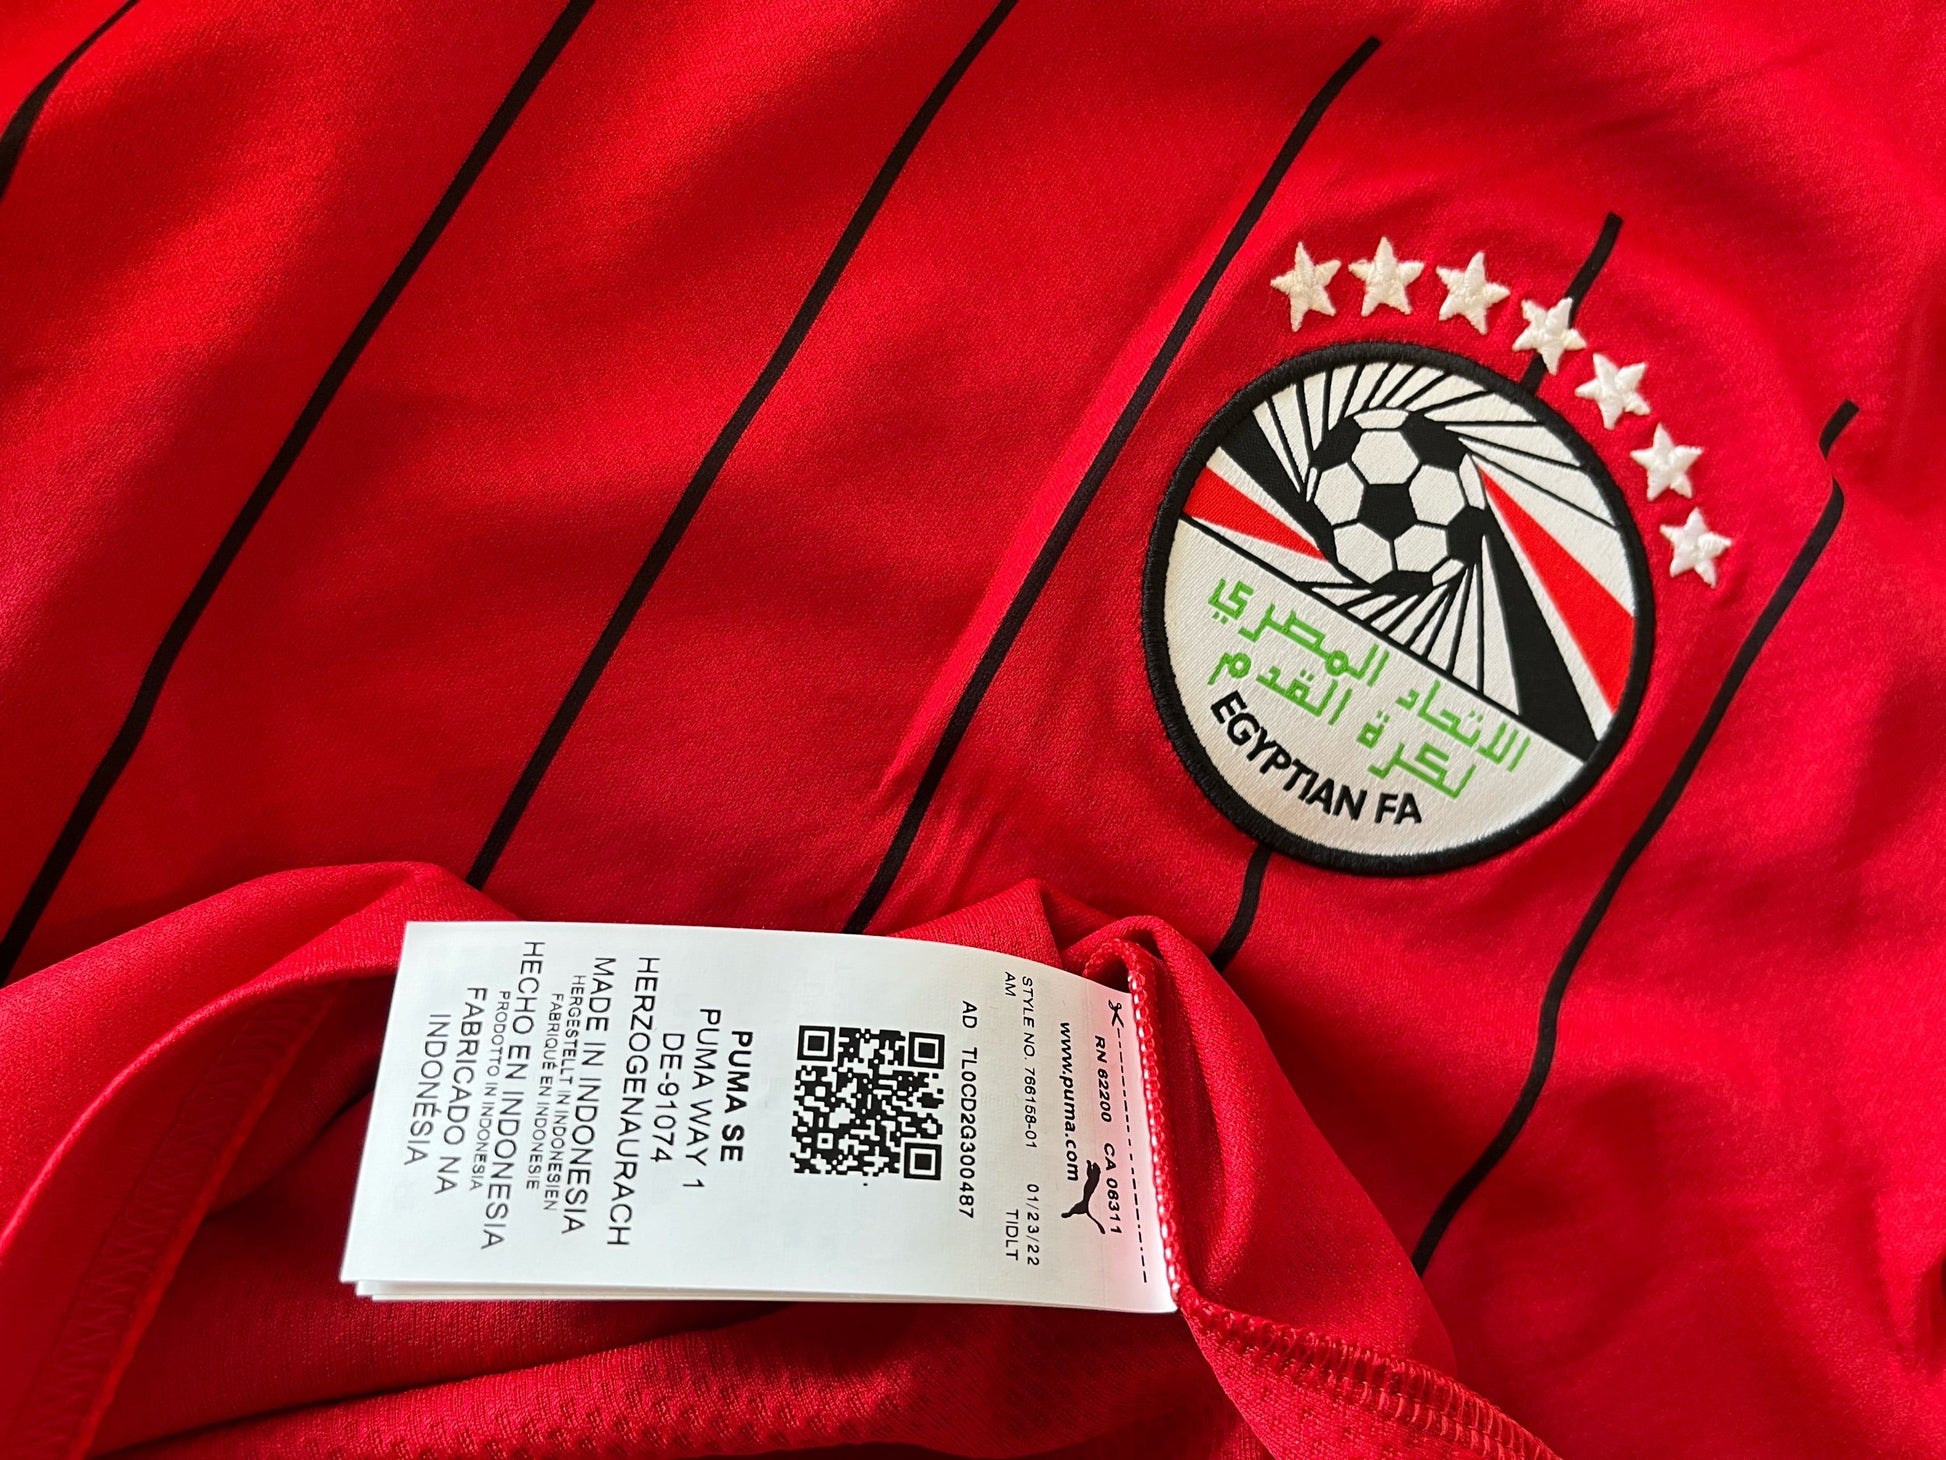 الاتحاد المصري
لكرة القدم
EGYPTIAN FA
RN 62200 CA 08311
www.puma.com
STYLE NO. 766158-01 01/23/22
AM TIDLT
AD TL0CD2G300487
PUMA SE
PUMA WAY 1
DE-91074
HERZOGENAURACH
MADE IN INDONESIA
HERGESTELLT IN INDONESIEN
FABRIQUÉ EN INDONESIE
HECHO EN INDONESIA
PRODOTTO IN INDONESIA
FABRICADO NA
INDONÉSIA